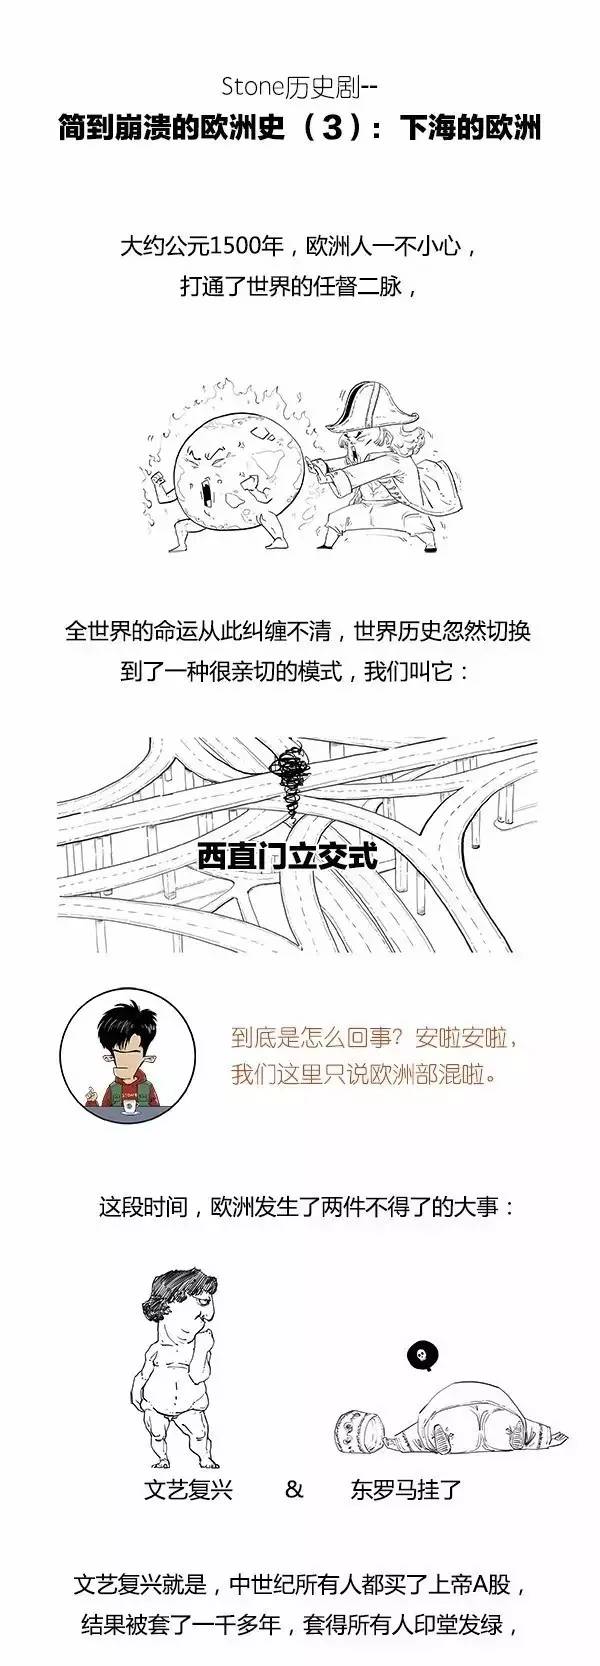 Stone历史剧--
简到崩溃的欧洲史（3）：下海的欧洲
大约公元1500年，欧洲人一不小心，
打通了世界的任督二脉，
全世界的命运从此纠缠不清，世界历史忽然切换
到了一种很亲切的模式，我们叫它：
西直门立交式
到底是怎么回事？安啦安啦，
我们这里只说欧洲部混啦。
这段时间，欧洲发生了两件不得了的大事：
文艺复兴 & 东罗马挂了
文艺复兴就是，中世纪所有人都买了上帝A股，
结果被套了一千多年，套得所有人印堂发绿，